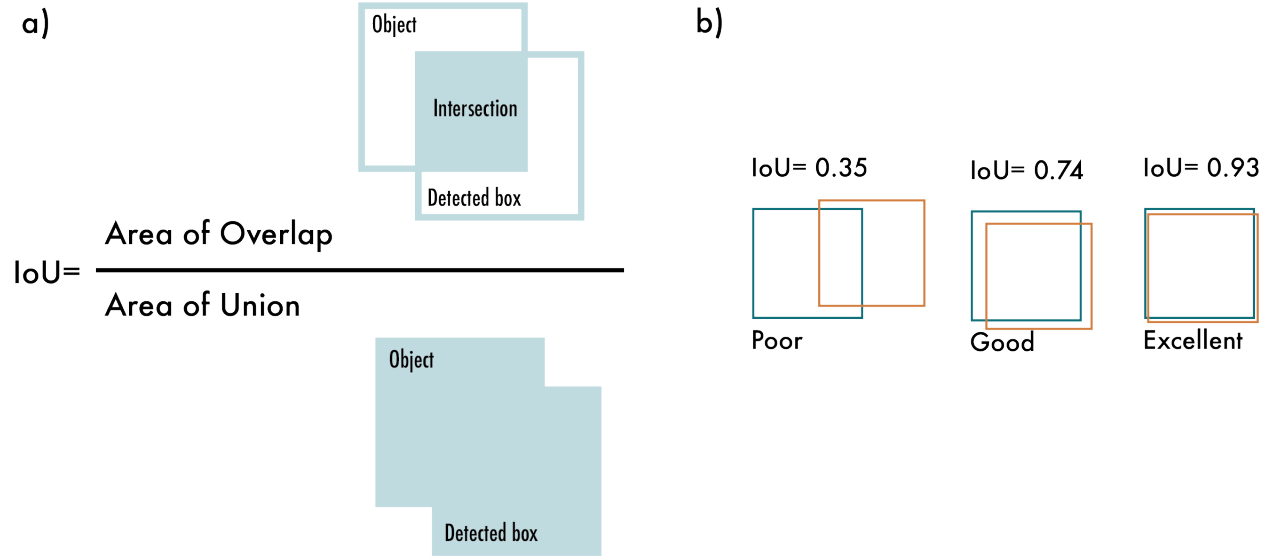 a)
Object
Intersection
Detected box
IoU=
Area of Overlap
Area of Union
Object
Detected box
b)
IoU= 0.35
Poor
IoU= 0.74
Good
IoU= 0.93
Excellent